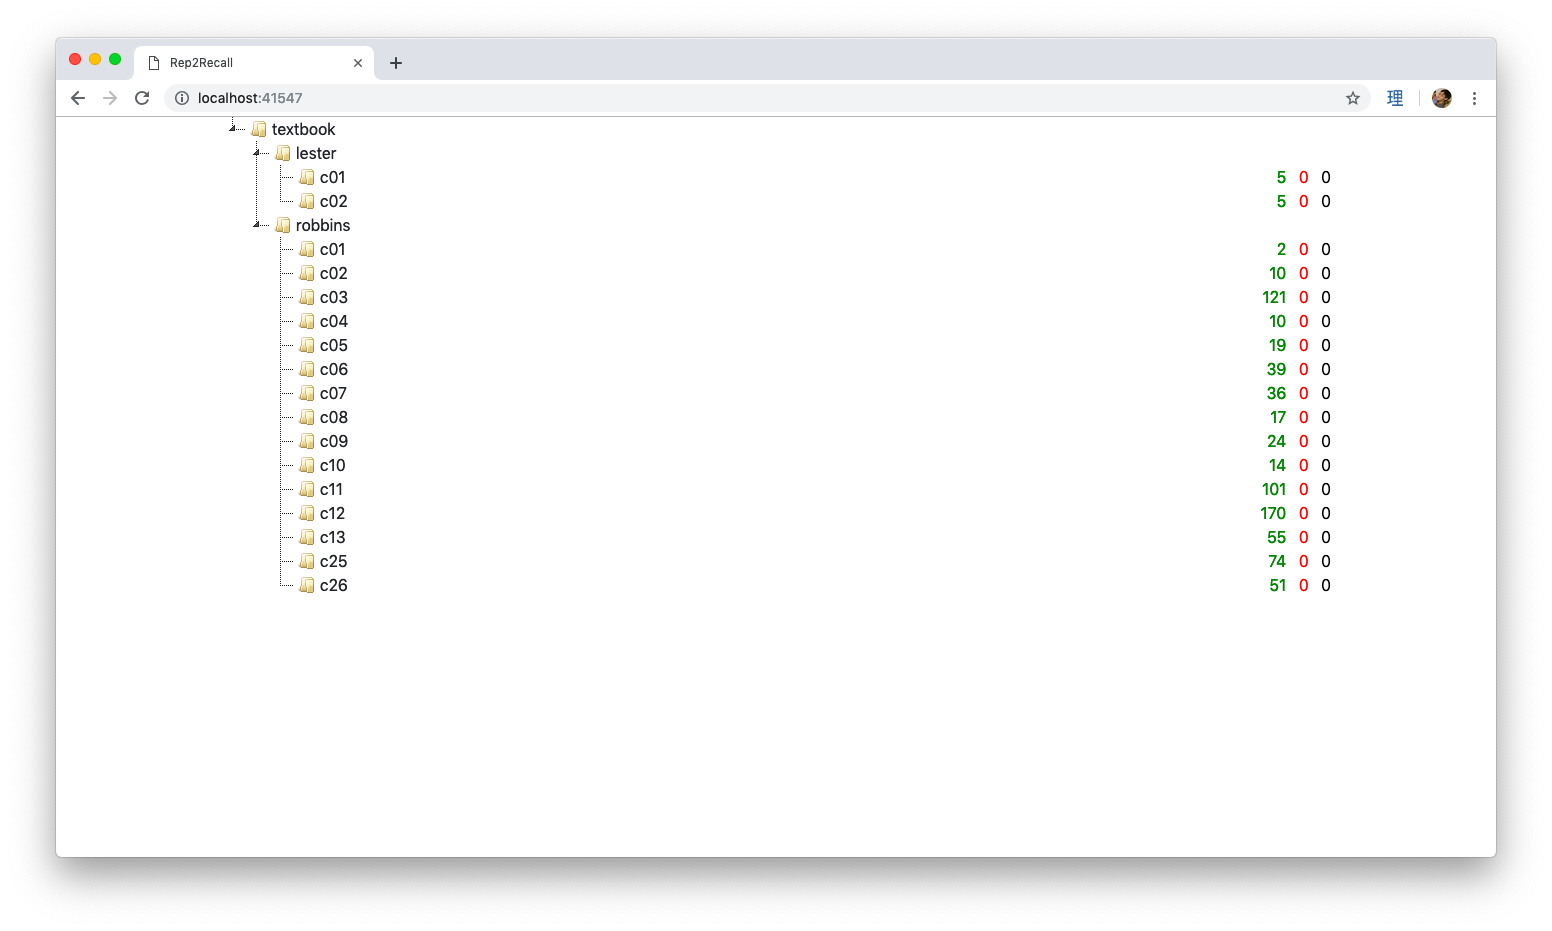 Rep2Recall
localhost:41547
理
textbook
lester
c01 5 0 0
c02 5 0 0
robbins
c01 2 0 0
c02 10 0 0
c03 121 0 0
c04 10 0 0
c05 19 0 0
c06 39 0 0
c07 36 0 0
c08 17 0 0
c09 24 0 0
c10 14 0 0
c11 101 0 0
c12 170 0 0
c13 55 0 0
c25 74 0 0
c26 51 0 0